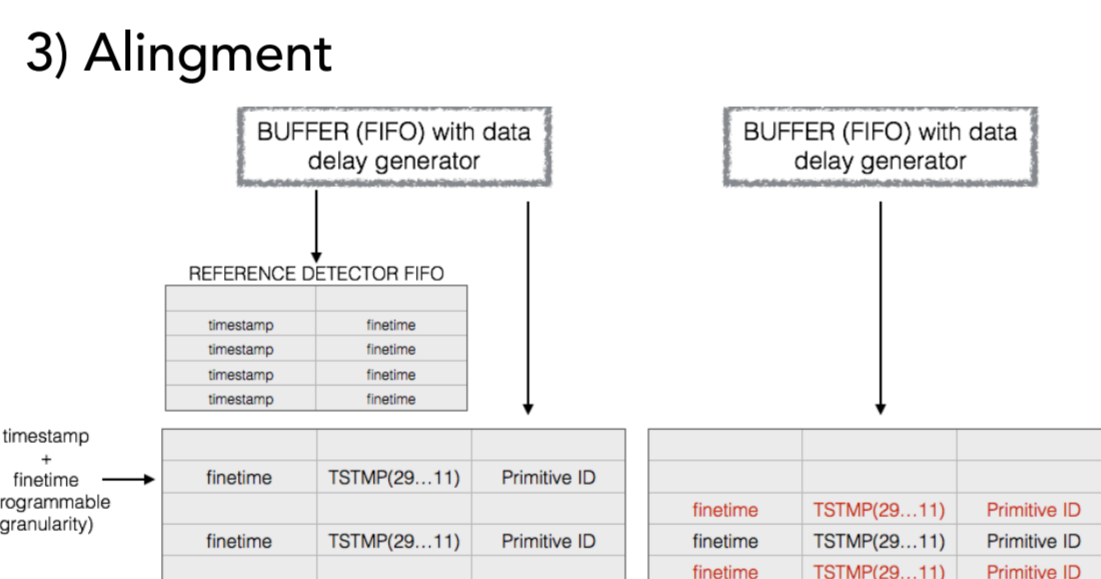 3) Alingment
BUFFER (FIFO) with data
delay generator
BUFFER (FIFO) with data
delay generator
REFERENCE DETECTOR FIFO
timestamp finetime
timestamp finetime
timestamp finetime
timestamp finetime
timestamp
+
finetime
rogrammable
granularity)
finetime TSTMP(29...11) Primitive ID
finetime TSTMP(29...11) Primitive ID
finetime TSTMP(29...11) Primitive ID
finetime TSTMP(29...11) Primitive ID
finetime TSTMP(29...11) Primitive ID